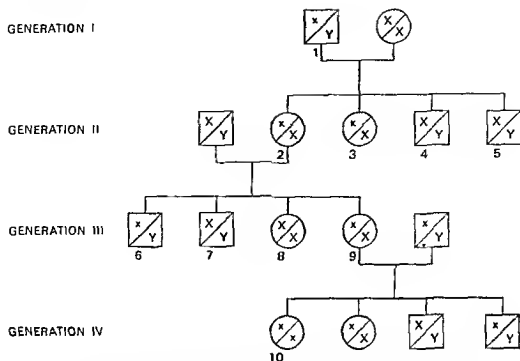 GENERATION I
x Y X X
1
GENERATION II
X Y x X x X X Y X Y
2 3 4 5
GENERATION III
x Y X Y X X x X x Y
6 7 8 9
GENERATION IV
x x x X X Y x Y
10